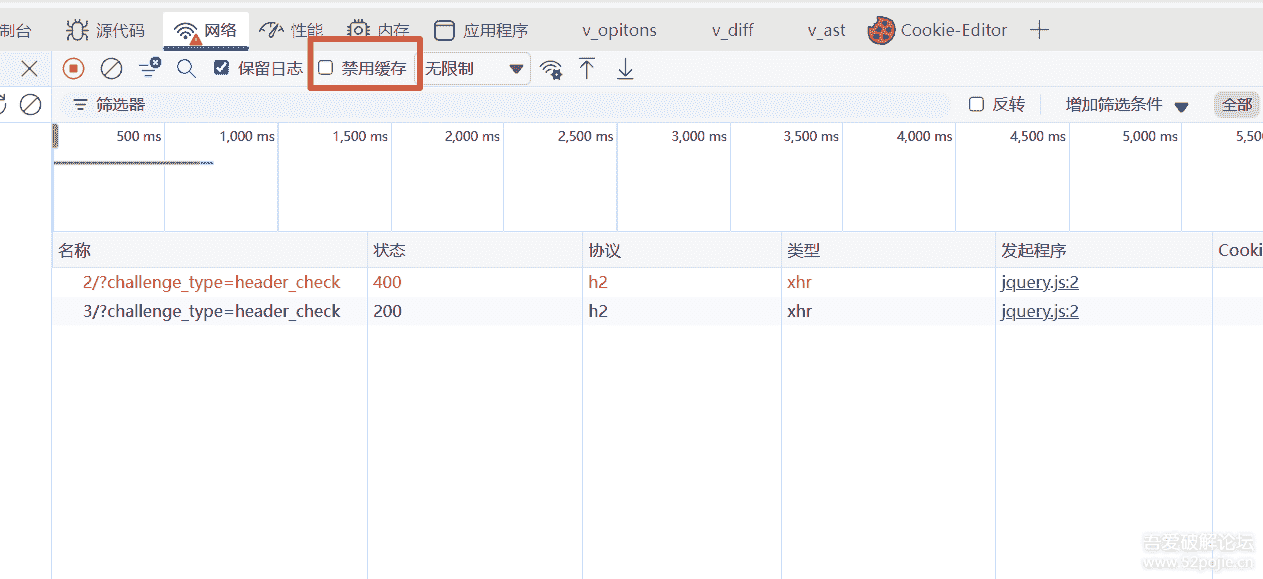 制台 源代码 网络 性能 内存 应用程序 v_opitons v_diff v_ast Cookie-Editor
保留日志 禁用缓存 无限制
筛选器 反转 增加筛选条件 全部
500 ms 1,000 ms 1,500 ms 2,000 ms 2,500 ms 3,000 ms 3,500 ms 4,000 ms 4,500 ms 5,000 ms 5,50
名称 状态 协议 类型 发起程序 Cooki
2/?challenge_type=header_check 400 h2 xhr jquery.js:2
3/?challenge_type=header_check 200 h2 xhr jquery.js:2
吾爱破解论坛
www.52pojie.cn